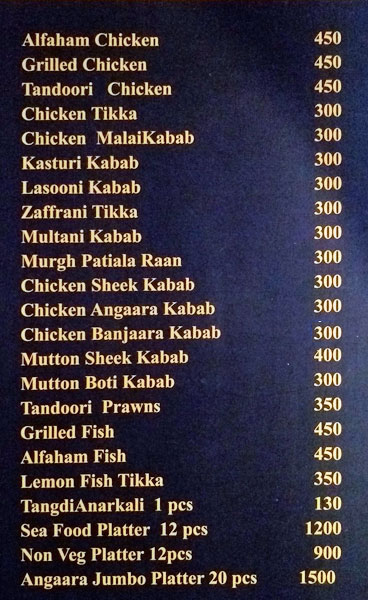 Alfaham Chicken 450
Grilled Chicken 450
Tandoori Chicken 450
Chicken Tikka 300
Chicken MalaiKabab 300
Kasturi Kabab 300
Lasooni Kabab 300
Zaffrani Tikka 300
Multani Kabab 300
Murgh Patiala Raan 300
Chicken Sheek Kabab 300
Chicken Angaara Kabab 300
Chicken Banjaara Kabab 300
Mutton Sheek Kabab 400
Mutton Boti Kabab 300
Tandoori Prawns 350
Grilled Fish 450
Alfaham Fish 450
Lemon Fish Tikka 350
TangdiAnarkali 1 pcs 130
Sea Food Platter 12 pcs 1200
Non Veg Platter 12pcs 900
Angaara Jumbo Platter 20 pcs 1500